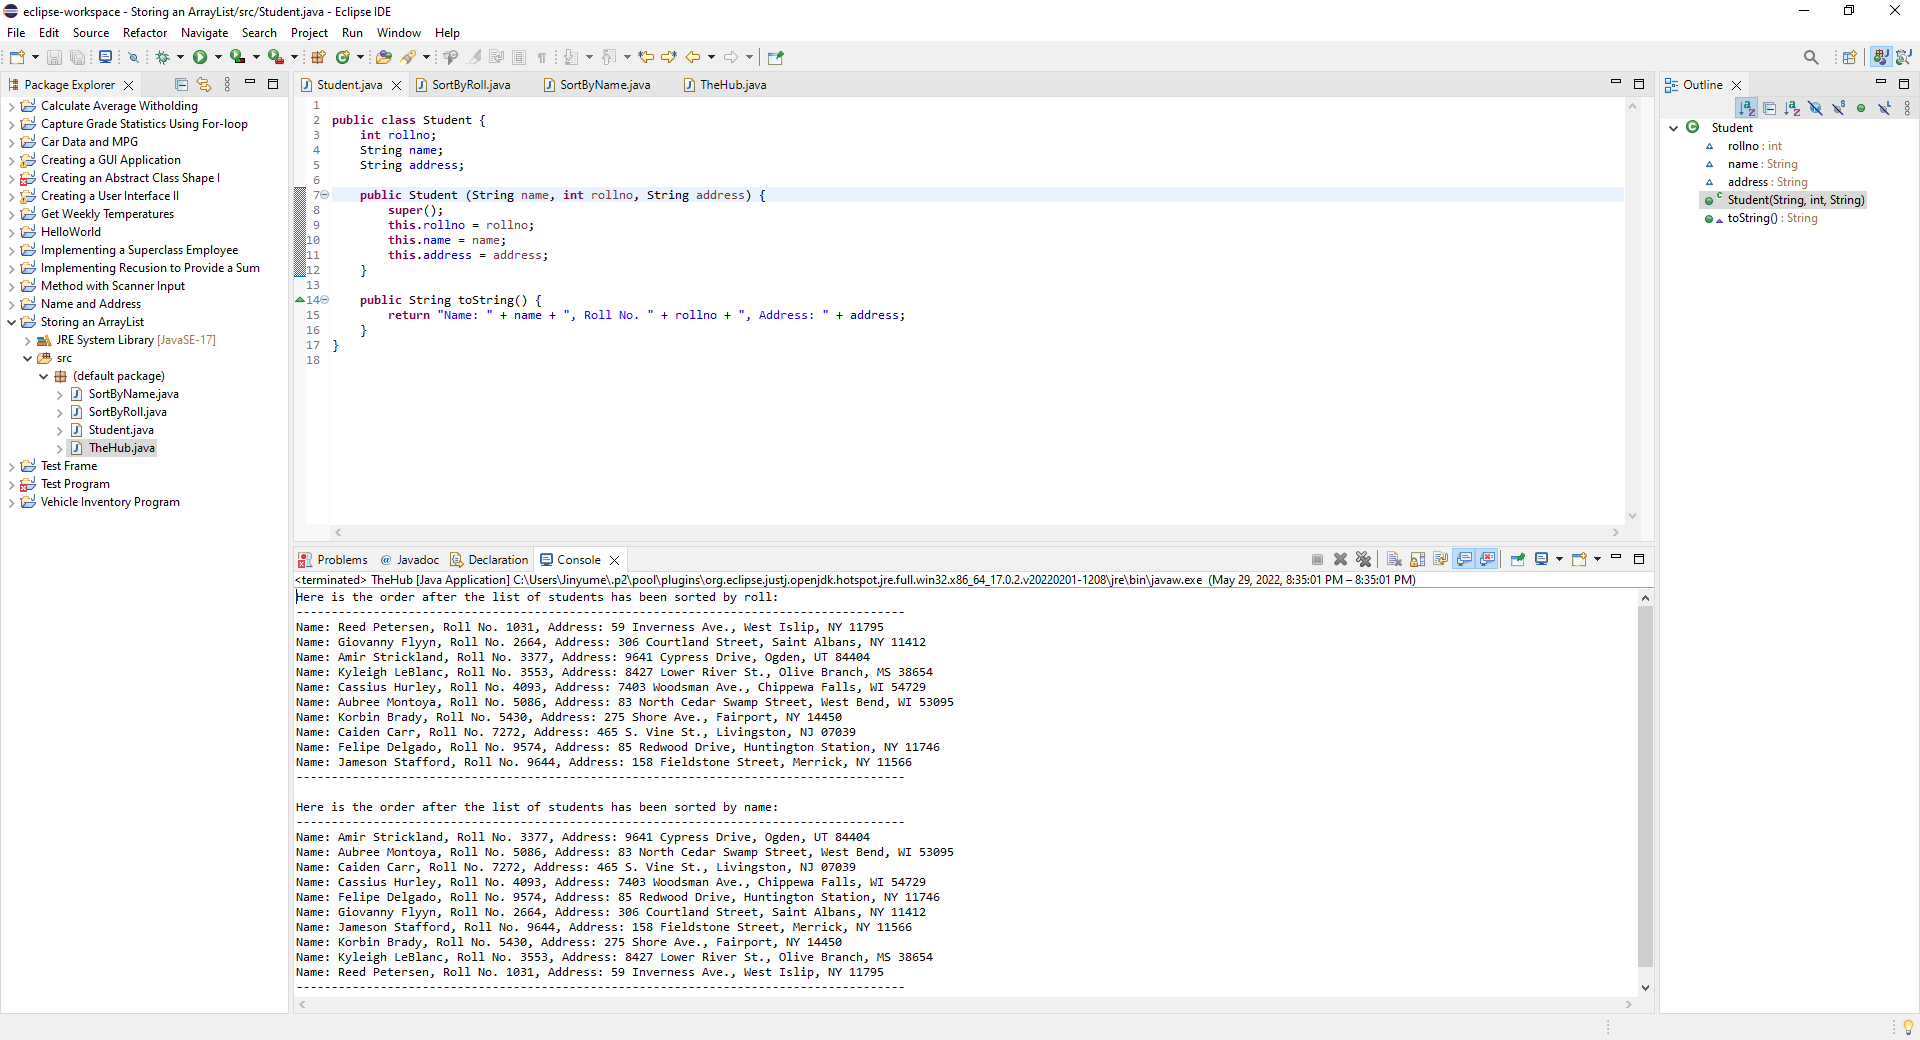 eclipse-workspace - Storing an ArrayList/src/Student.java - Eclipse IDE
File Edit Source Refactor Navigate Search Project Run Window Help
Package Explorer
Calculate Average Witholding
Capture Grade Statistics Using For-loop
Car Data and MPG
Creating a GUI Application
Creating an Abstract Class Shape I
Creating a User Interface II
Get Weekly Temperatures
HelloWorld
Implementing a Superclass Employee
Implementing Recusion to Provide a Sum
Method with Scanner Input
Name and Address
Storing an ArrayList
JRE System Library [JavaSE-17]
src
(default package)
SortByName.java
SortByRoll.java
Student.java
TheHub.java
Test Frame
Test Program
Vehicle Inventory Program
Student.java SortByRoll.java SortByName.java TheHub.java
1
2 public class Student {
3 int rollno;
4 String name;
5 String address;
6
7 public Student (String name, int rollno, String address) {
8 super();
9 this.rollno = rollno;
10 this.name = name;
11 this.address = address;
12 }
13
14 public String toString() {
15 return "Name: " + name + ", Roll No. " + rollno + ", Address: " + address;
16 }
17 }
18
Problems Javadoc Declaration Console
<terminated> TheHub [Java Application] C:\Users\Jinyume\.p2\pool\plugins\org.eclipse.justj.openjdk.hotspot.jre.full.win32.x86_64_17.0.2.v20220201-1208\jre\bin\javaw.exe (May 29, 2022, 8:35:01 PM – 8:35:01 PM)
Here is the order after the list of students has been sorted by roll:
---------------------------------------------------------------------------------------
Name: Reed Petersen, Roll No. 1031, Address: 59 Inverness Ave., West Islip, NY 11795
Name: Giovanny Flyyn, Roll No. 2664, Address: 306 Courtland Street, Saint Albans, NY 11412
Name: Amir Strickland, Roll No. 3377, Address: 9641 Cypress Drive, Ogden, UT 84404
Name: Kyleigh LeBlanc, Roll No. 3553, Address: 8427 Lower River St., Olive Branch, MS 38654
Name: Cassius Hurley, Roll No. 4093, Address: 7403 Woodsman Ave., Chippewa Falls, WI 54729
Name: Aubree Montoya, Roll No. 5086, Address: 83 North Cedar Swamp Street, West Bend, WI 53095
Name: Korbin Brady, Roll No. 5430, Address: 275 Shore Ave., Fairport, NY 14450
Name: Caiden Carr, Roll No. 7272, Address: 465 S. Vine St., Livingston, NJ 07039
Name: Felipe Delgado, Roll No. 9574, Address: 85 Redwood Drive, Huntington Station, NY 11746
Name: Jameson Stafford, Roll No. 9644, Address: 158 Fieldstone Street, Merrick, NY 11566
---------------------------------------------------------------------------------------
Here is the order after the list of students has been sorted by name:
---------------------------------------------------------------------------------------
Name: Amir Strickland, Roll No. 3377, Address: 9641 Cypress Drive, Ogden, UT 84404
Name: Aubree Montoya, Roll No. 5086, Address: 83 North Cedar Swamp Street, West Bend, WI 53095
Name: Caiden Carr, Roll No. 7272, Address: 465 S. Vine St., Livingston, NJ 07039
Name: Cassius Hurley, Roll No. 4093, Address: 7403 Woodsman Ave., Chippewa Falls, WI 54729
Name: Felipe Delgado, Roll No. 9574, Address: 85 Redwood Drive, Huntington Station, NY 11746
Name: Giovanny Flyyn, Roll No. 2664, Address: 306 Courtland Street, Saint Albans, NY 11412
Name: Jameson Stafford, Roll No. 9644, Address: 158 Fieldstone Street, Merrick, NY 11566
Name: Korbin Brady, Roll No. 5430, Address: 275 Shore Ave., Fairport, NY 14450
Name: Kyleigh LeBlanc, Roll No. 3553, Address: 8427 Lower River St., Olive Branch, MS 38654
Name: Reed Petersen, Roll No. 1031, Address: 59 Inverness Ave., West Islip, NY 11795
---------------------------------------------------------------------------------------
Outline
Student
rollno : int
name : String
address : String
Student(String, int, String)
toString() : String